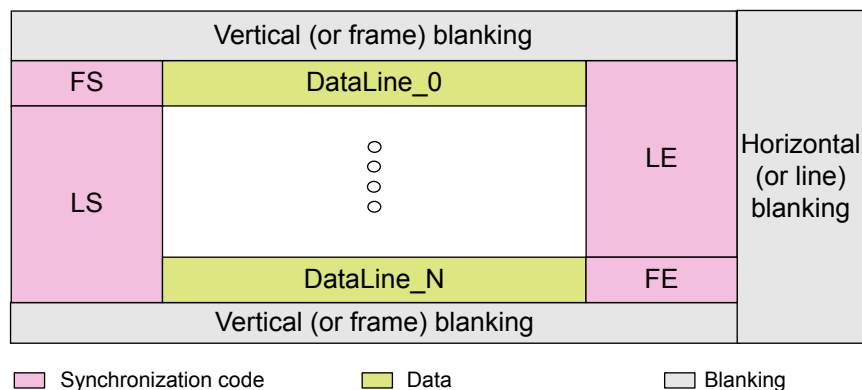 Vertical (or frame) blanking
FS
DataLine_0
LE
Horizontal
(or line)
blanking
LS
DataLine_N
FE
Vertical (or frame) blanking
Synchronization code
Data
Blanking